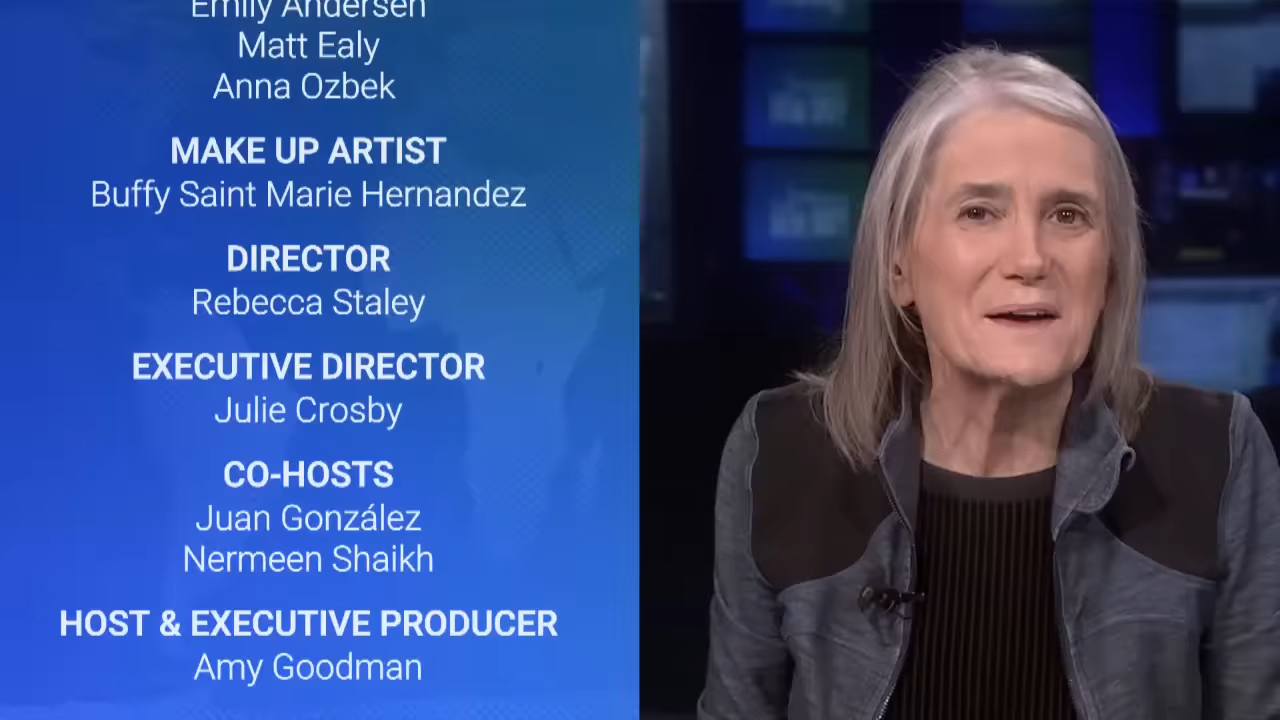 Emily Andersen
Matt Ealy
Anna Ozbek
MAKE UP ARTIST
Buffy Saint Marie Hernandez
DIRECTOR
Rebecca Staley
EXECUTIVE DIRECTOR
Julie Crosby
CO-HOSTS
Juan González
Nermeen Shaikh
HOST & EXECUTIVE PRODUCER
Amy Goodman